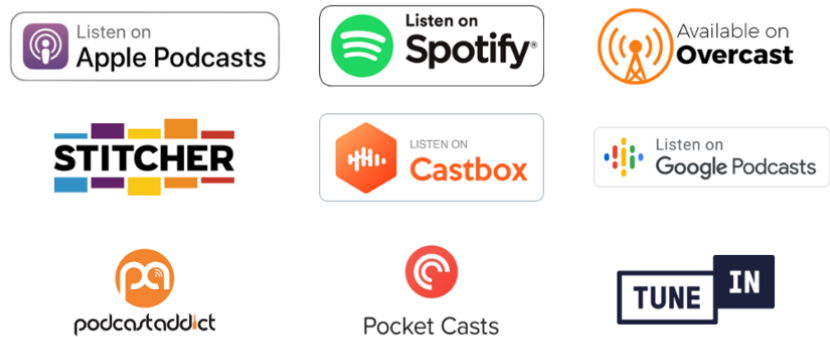 Listen on
Apple Podcasts
Listen on
Spotify®
Available on
Overcast
STITCHER
LISTEN ON
Castbox
Listen on
Google Podcasts
pa
podcastaddict
Pocket Casts
TUNE IN